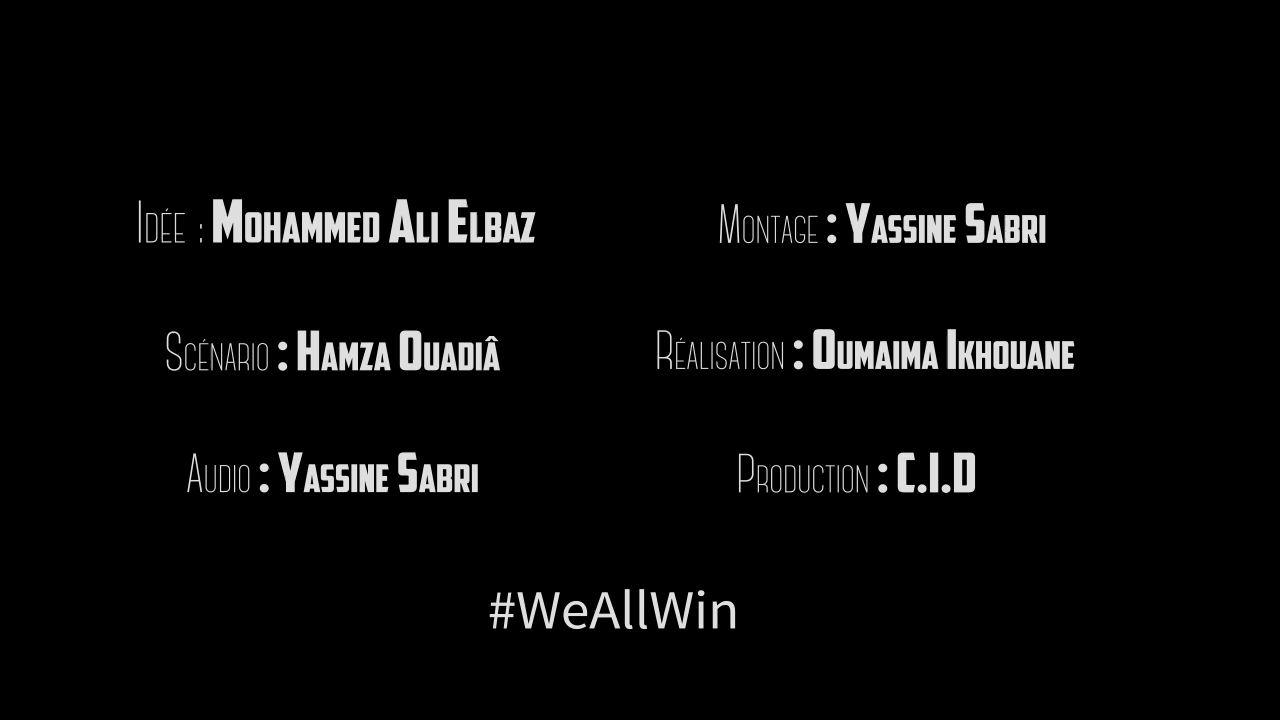 Idée : Mohammed Ali Elbaz
Montage : Yassine Sabri
Scénario : Hamza Ouadiâ
Réalisation : Oumaima Ikhouane
Audio : Yassine Sabri
Production : C.I.D
#WeAllWin